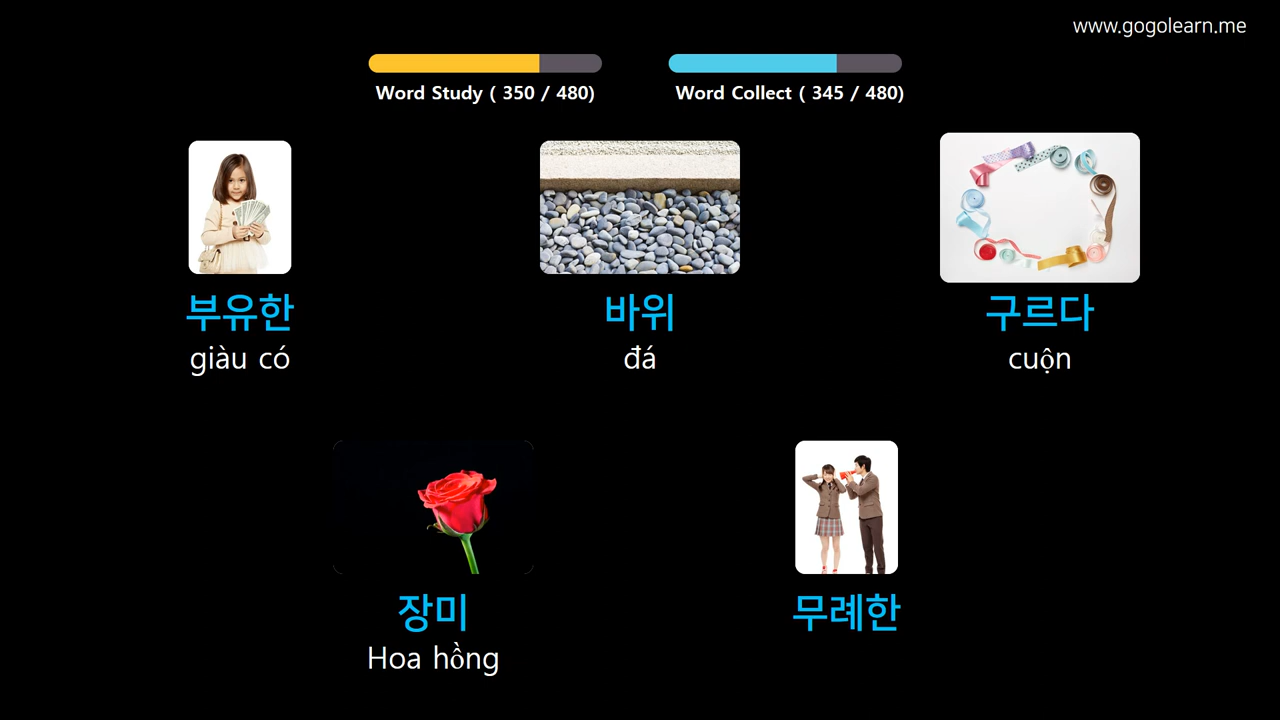 www.gogolearn.me
Word Study ( 350 / 480)
Word Collect ( 345 / 480)
부유한
giàu có
바위
đá
구르다
cuộn
장미
Hoa hồng
무례한